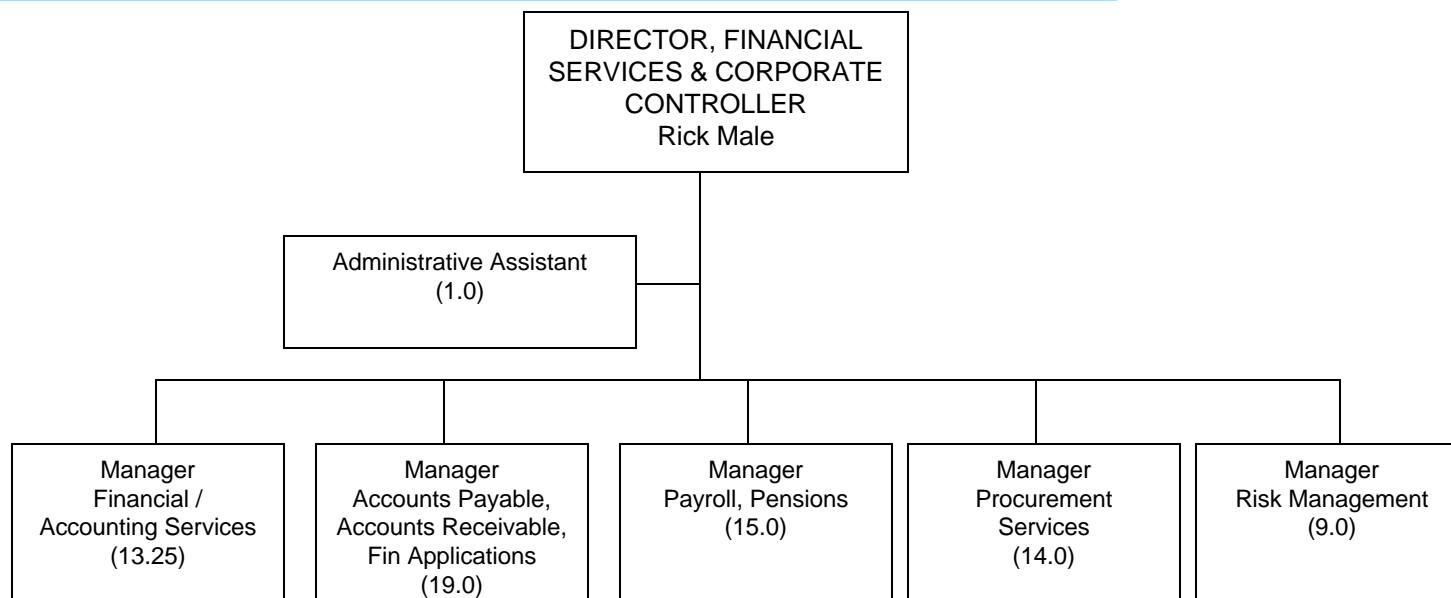 DIRECTOR, FINANCIAL
SERVICES & CORPORATE
CONTROLLER
Rick Male
Administrative Assistant
(1.0)
Manager
Financial /
Accounting Services
(13.25)
Manager
Accounts Payable,
Accounts Receivable,
Fin Applications
(19.0)
Manager
Payroll, Pensions
(15.0)
Manager
Procurement
Services
(14.0)
Manager
Risk Management
(9.0)